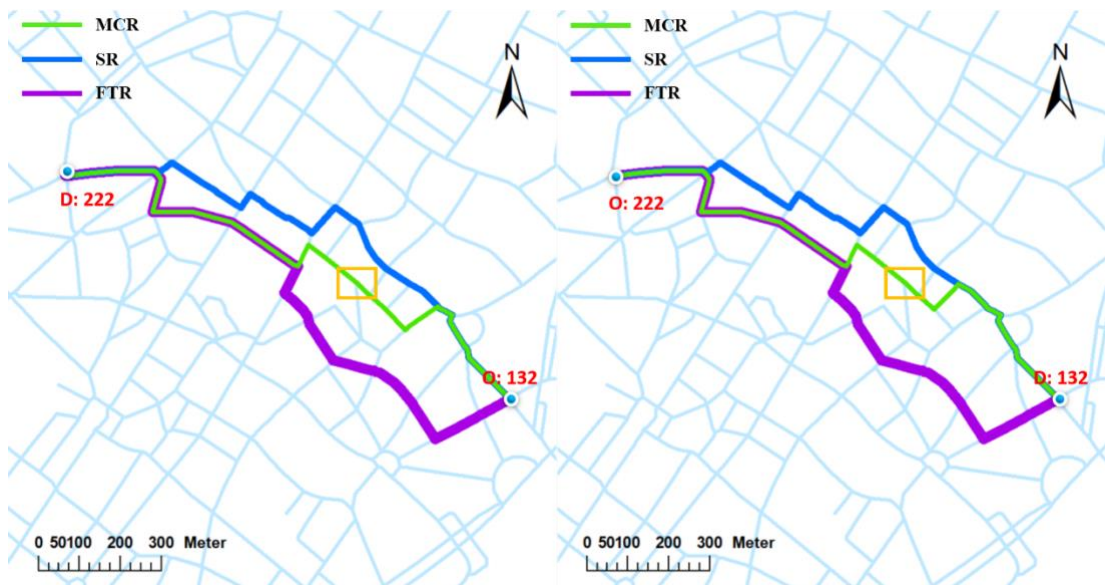 MCR
SR
FTR
N
D: 222
O: 132
0 50100 200 300 Meter
MCR
SR
FTR
N
O: 222
D: 132
0 50100 200 300 Meter